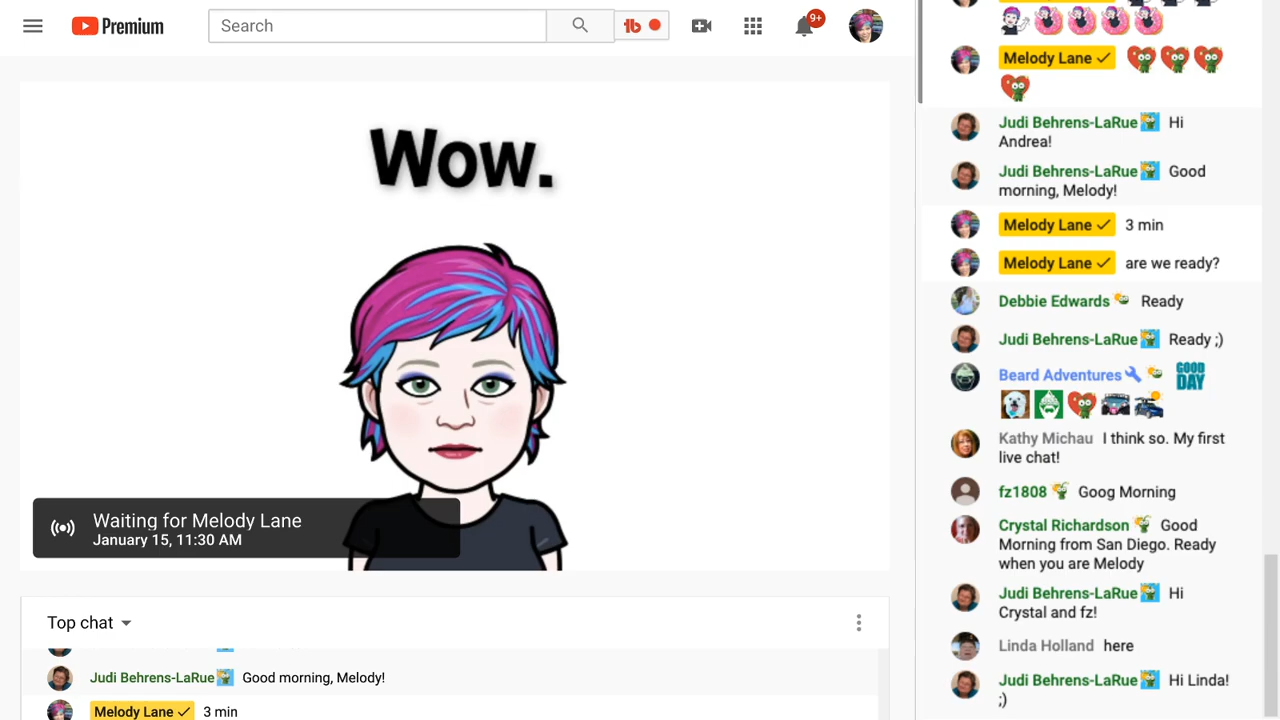 Premium
Search
9+
Wow.
Waiting for Melody Lane
January 15, 11:30 AM
Top chat
Judi Behrens-LaRue Good morning, Melody!
Melody Lane 3 min
Melody Lane
Judi Behrens-LaRue Hi
Andrea!
Judi Behrens-LaRue Good
morning, Melody!
Melody Lane 3 min
Melody Lane are we ready?
Debbie Edwards Ready
Judi Behrens-LaRue Ready ;)
Beard Adventures GOOD
DAY
Kathy Michau I think so. My first
live chat!
fz1808 Goog Morning
Crystal Richardson Good
Morning from San Diego. Ready
when you are Melody
Judi Behrens-LaRue Hi
Crystal and fz!
Linda Holland here
Judi Behrens-LaRue Hi Linda!
;)